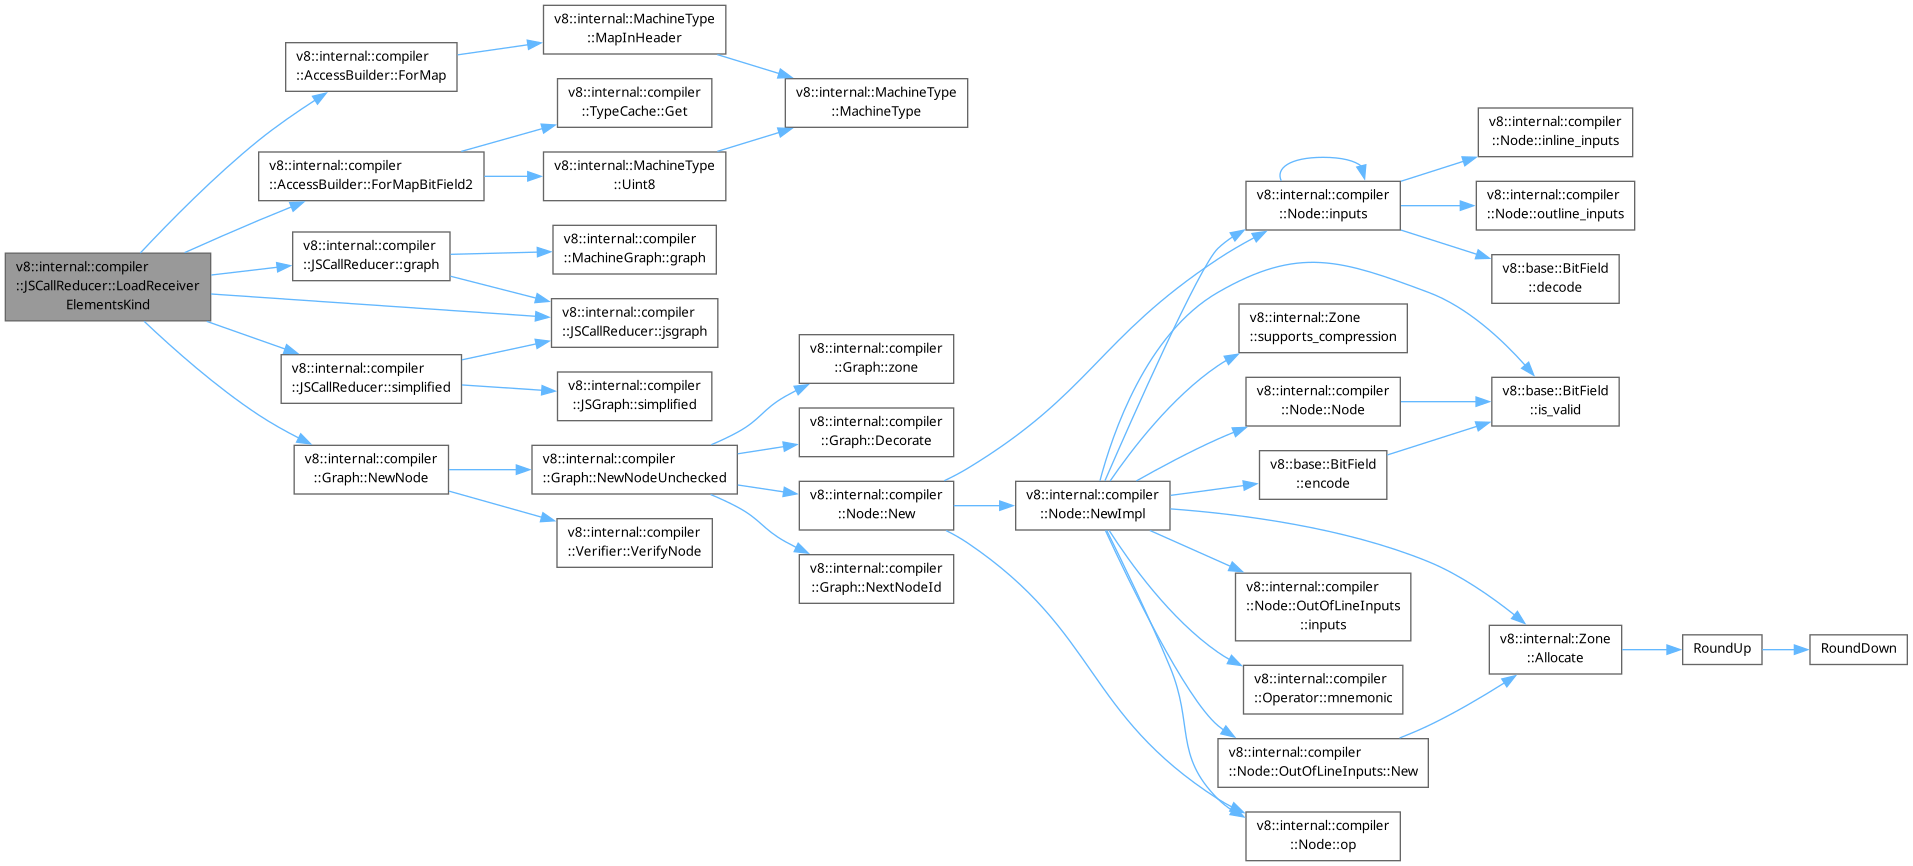 v8::internal::compiler
::JSCallReducer::LoadReceiver
ElementsKind
v8::internal::compiler
::AccessBuilder::ForMap
v8::internal::MachineType
::MapInHeader
v8::internal::MachineType
::MachineType
v8::internal::compiler
::AccessBuilder::ForMapBitField2
v8::internal::compiler
::TypeCache::Get
v8::internal::MachineType
::Uint8
v8::internal::compiler
::JSCallReducer::graph
v8::internal::compiler
::MachineGraph::graph
v8::internal::compiler
::JSCallReducer::jsgraph
v8::internal::compiler
::JSCallReducer::simplified
v8::internal::compiler
::JSGraph::simplified
v8::internal::compiler
::Graph::NewNode
v8::internal::compiler
::Graph::NewNodeUnchecked
v8::internal::compiler
::Verifier::VerifyNode
v8::internal::compiler
::Graph::zone
v8::internal::compiler
::Graph::Decorate
v8::internal::compiler
::Node::New
v8::internal::compiler
::Graph::NextNodeId
v8::internal::compiler
::Node::NewImpl
v8::internal::compiler
::Node::inputs
v8::internal::compiler
::Node::inline_inputs
v8::internal::compiler
::Node::outline_inputs
v8::base::BitField
::decode
v8::internal::Zone
::supports_compression
v8::internal::compiler
::Node::Node
v8::base::BitField
::is_valid
v8::base::BitField
::encode
v8::internal::compiler
::Node::OutOfLineInputs
::inputs
v8::internal::compiler
::Operator::mnemonic
v8::internal::compiler
::Node::OutOfLineInputs::New
v8::internal::compiler
::Node::op
v8::internal::Zone
::Allocate
RoundUp
RoundDown